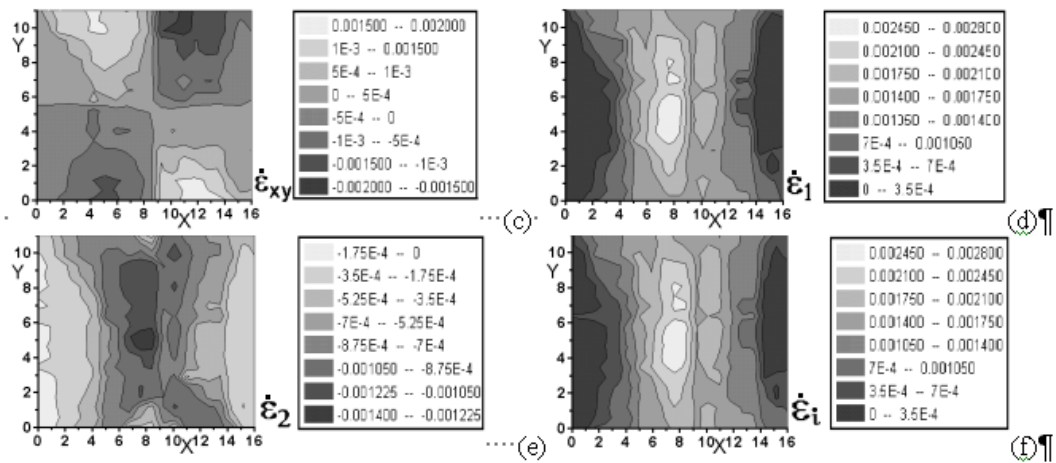 10
8
6
4
2
0
Y
0 2 4 6 8 10 12 14 16
X
ε̇xy
0.001500 -- 0.002000
1E-3 -- 0.001500
5E-4 -- 1E-3
0 -- 5E-4
-5E-4 -- 0
-1E-3 -- -5E-4
-0.001500 -- -1E-3
-0.002000 -- -0.001500
(c)
10
8
6
4
2
0
Y
0 2 4 6 8 10 12 14 16
X
ε̇1
0.002450 -- 0.002800
0.002100 -- 0.002450
0.001750 -- 0.002100
0.001400 -- 0.001750
0.001050 -- 0.001400
7E-4 -- 0.001050
3.5E-4 -- 7E-4
0 -- 3.5E-4
(d)¶
10
8
6
4
2
0
Y
0 2 4 6 8 10 12 14 16
X
ε̇2
-1.75E-4 -- 0
-3.5E-4 -- -1.75E-4
-5.25E-4 -- -3.5E-4
-7E-4 -- -5.25E-4
-8.75E-4 -- -7E-4
-0.001050 -- -8.75E-4
-0.001225 -- -0.001050
-0.001400 -- -0.001225
(e)
10
8
6
4
2
0
Y
0 2 4 6 8 10 12 14 16
X
ε̇i
0.002450 -- 0.002800
0.002100 -- 0.002450
0.001750 -- 0.002100
0.001400 -- 0.001750
0.001050 -- 0.001400
7E-4 -- 0.001050
3.5E-4 -- 7E-4
0 -- 3.5E-4
(f)¶